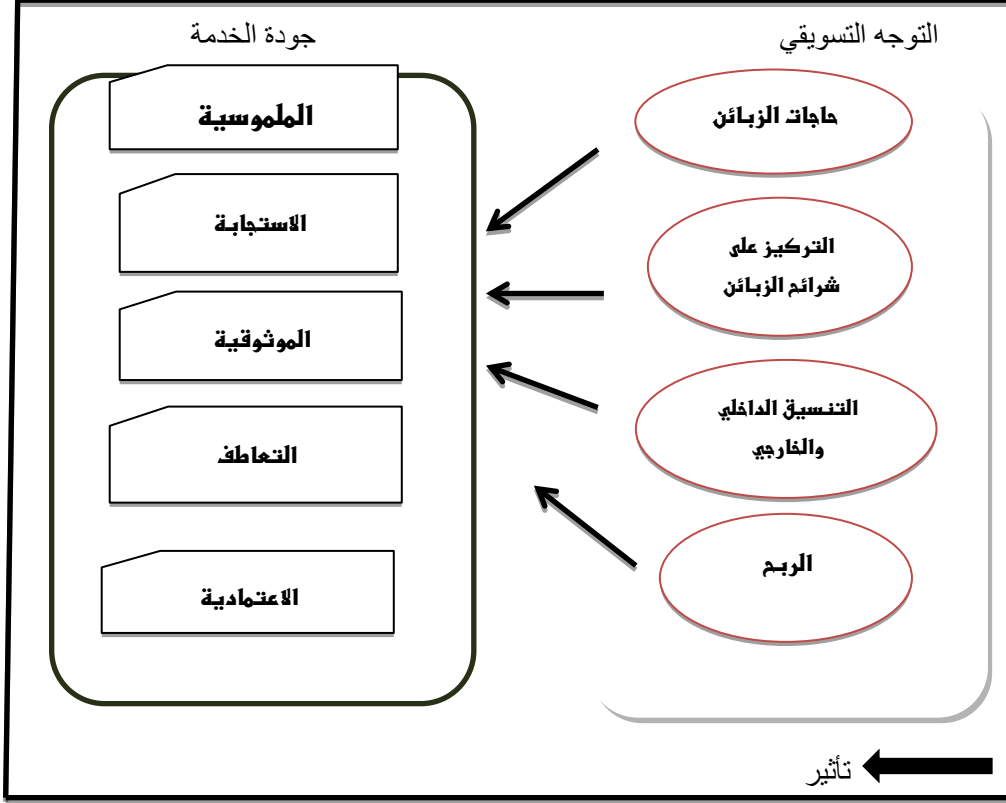 التوجه التسويقي
حاجات الزبائن
التركيز على
شرائح الزبائن
التنسيق الداخلي
والخارجي
الربح
جودة الخدمة
الملموسية
الاستجابة
الموثوقية
التعاطف
الاعتمادية
تأثير